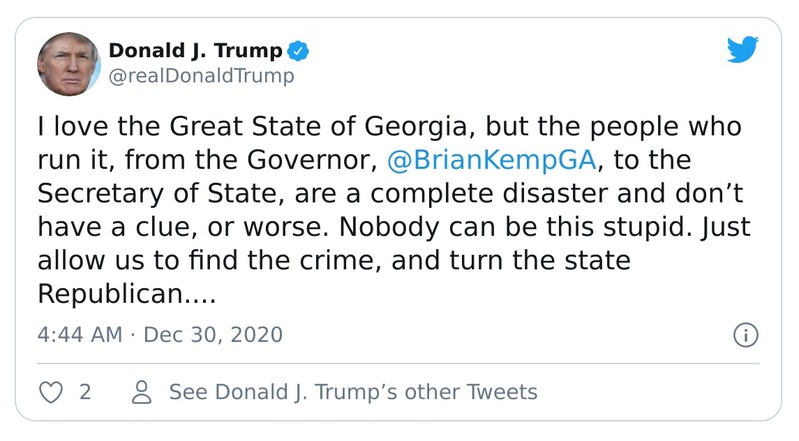 Donald J. Trump
@realDonaldTrump
I love the Great State of Georgia, but the people who
run it, from the Governor, @BrianKempGA, to the
Secretary of State, are a complete disaster and don’t
have a clue, or worse. Nobody can be this stupid. Just
allow us to find the crime, and turn the state
Republican....
4:44 AM · Dec 30, 2020
2 See Donald J. Trump’s other Tweets